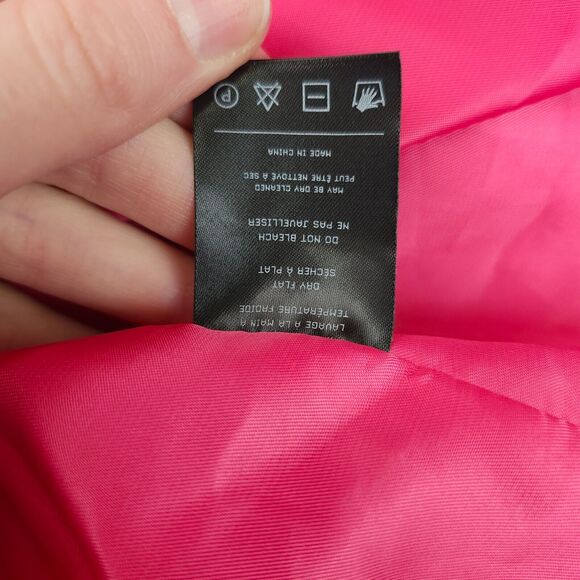 LAVAGE À LA MAIN À
TEMPÉRATURE FROIDE
DRY FLAT
SÉCHER À PLAT
DO NOT BLEACH
NE PAS JAVELLISER
MAY BE DRY CLEANED
PEUT ÊTRE NETTOYÉ À SEC
MADE IN CHINA
P